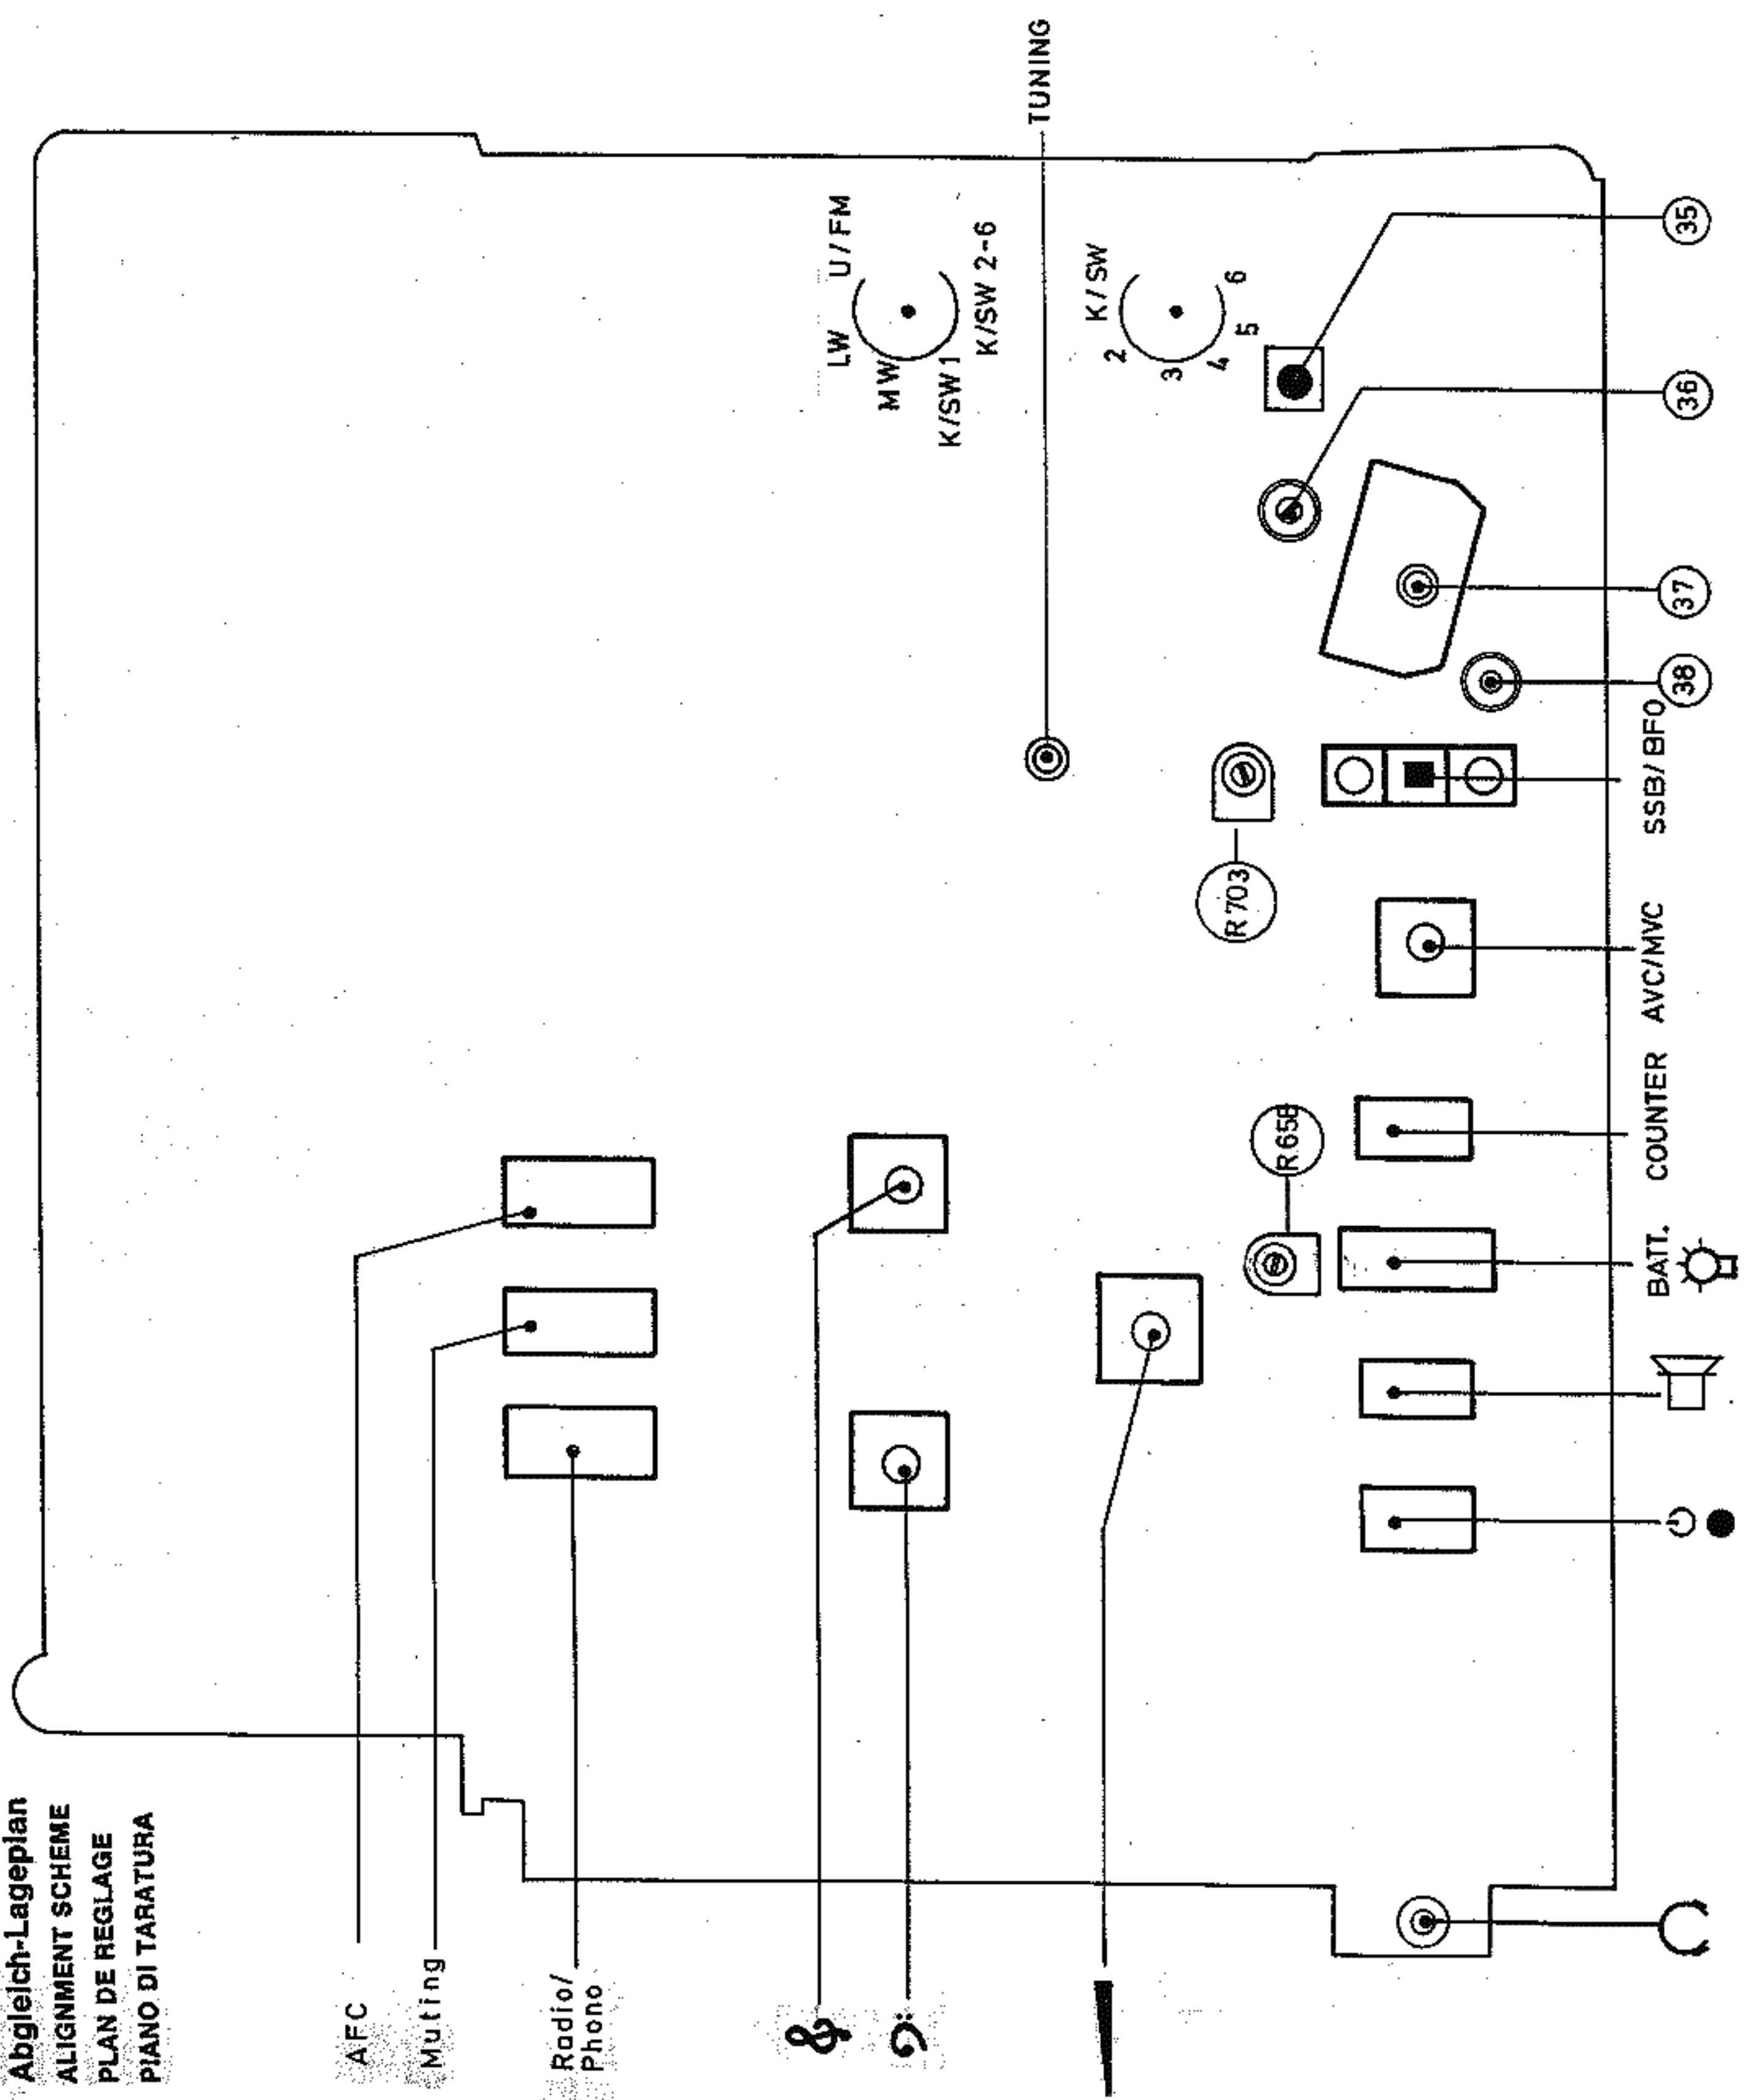 Abgleich-Lageplan
ALIGNMENT SCHEME
PLAN DE REGLAGE
PIANO DI TARATURA
AFC
Muting
Radio/
Phono
TUNING
LW
U/FM
MW
K/SW 1
K/SW 2-6
K/SW
2
3
4
5
6
R 703
BATT.
COUNTER
AVC/MVC
SSB/BFO
38
37
36
35